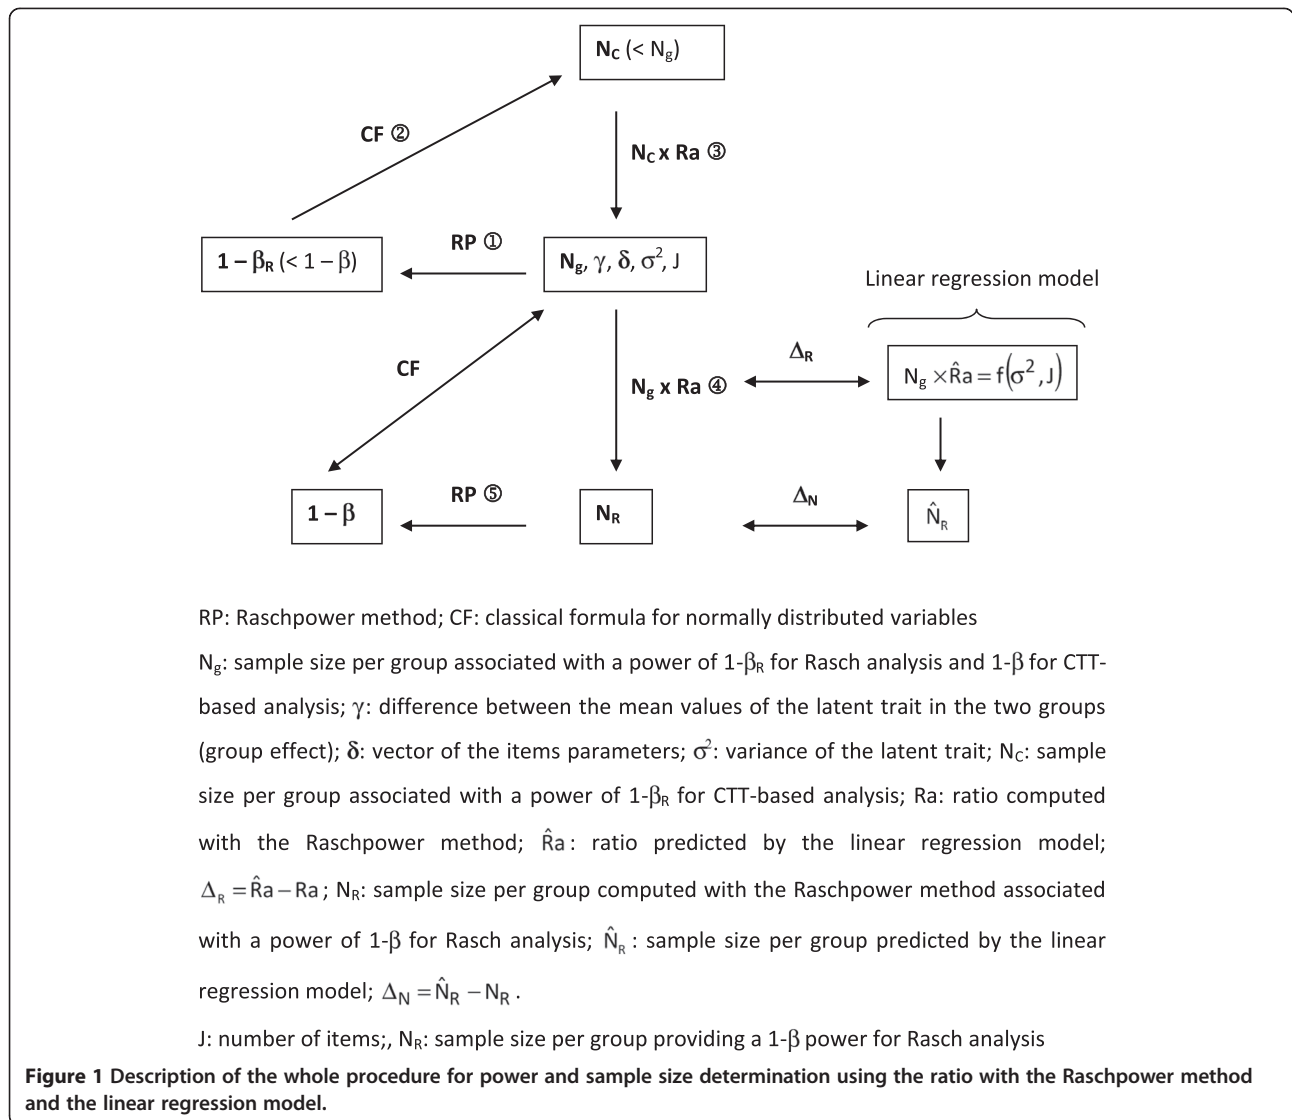 N_C (< N_g)
CF ②
N_C x Ra ③
RP ①
1 – β_R (< 1 – β)
N_g, γ, δ, σ², J
Linear regression model
Δ_R
CF
N_g x Ra ④
N_g × R̂a = f(σ², J)
RP ⑤
Δ_N
1 – β
N_R
N̂_R
RP: Raschpower method; CF: classical formula for normally distributed variables
N_g: sample size per group associated with a power of 1-β_R for Rasch analysis and 1-β for CTT-
based analysis; γ: difference between the mean values of the latent trait in the two groups
(group effect); δ: vector of the items parameters; σ²: variance of the latent trait; N_C: sample
size per group associated with a power of 1-β_R for CTT-based analysis; Ra: ratio computed
with the Raschpower method; R̂a : ratio predicted by the linear regression model;
Δ_R = R̂a – Ra ; N_R: sample size per group computed with the Raschpower method associated
with a power of 1-β for Rasch analysis; N̂_R : sample size per group predicted by the linear
regression model; Δ_N = N̂_R – N_R .
J: number of items;, N_R: sample size per group providing a 1-β power for Rasch analysis
Figure 1 Description of the whole procedure for power and sample size determination using the ratio with the Raschpower method
and the linear regression model.